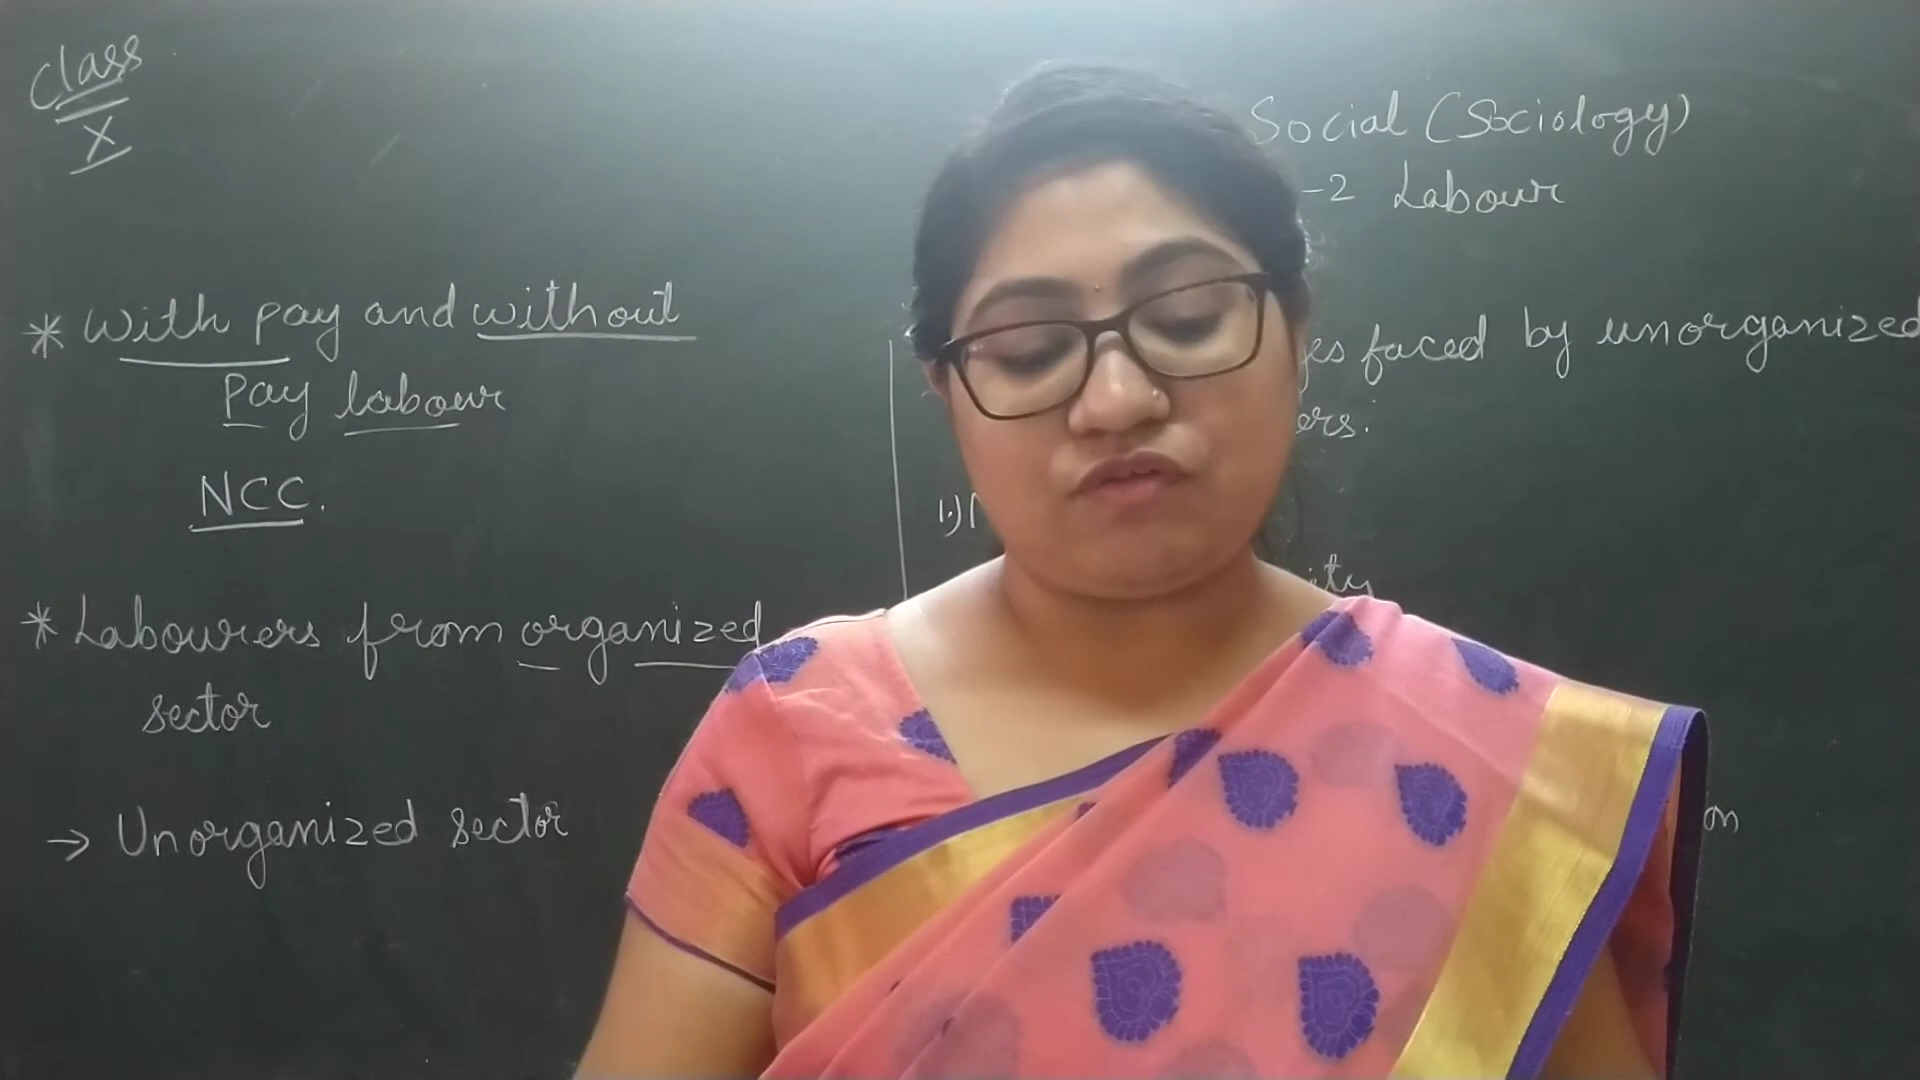 Class
X
Social (Sociology)
-2 Labour
* With pay and without
pay labour
NCC.
* Labourers from organized
sector
→ Unorganized sector
faced by unorganized
1.)